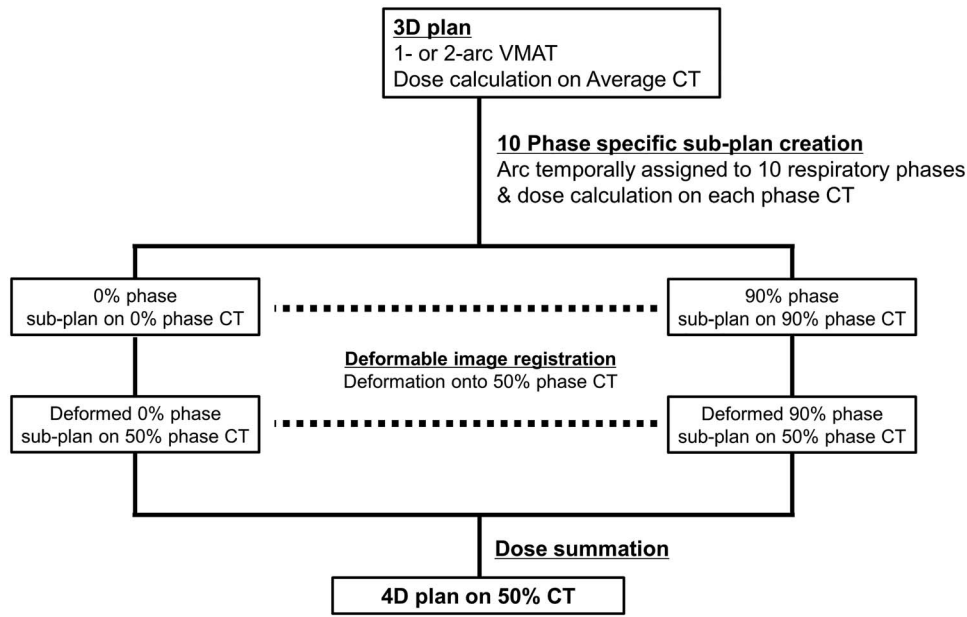 3D plan
1- or 2-arc VMAT
Dose calculation on Average CT
10 Phase specific sub-plan creation
Arc temporally assigned to 10 respiratory phases
& dose calculation on each phase CT
0% phase
sub-plan on 0% phase CT
90% phase
sub-plan on 90% phase CT
Deformable image registration
Deformation onto 50% phase CT
Deformed 0% phase
sub-plan on 50% phase CT
Deformed 90% phase
sub-plan on 50% phase CT
Dose summation
4D plan on 50% CT